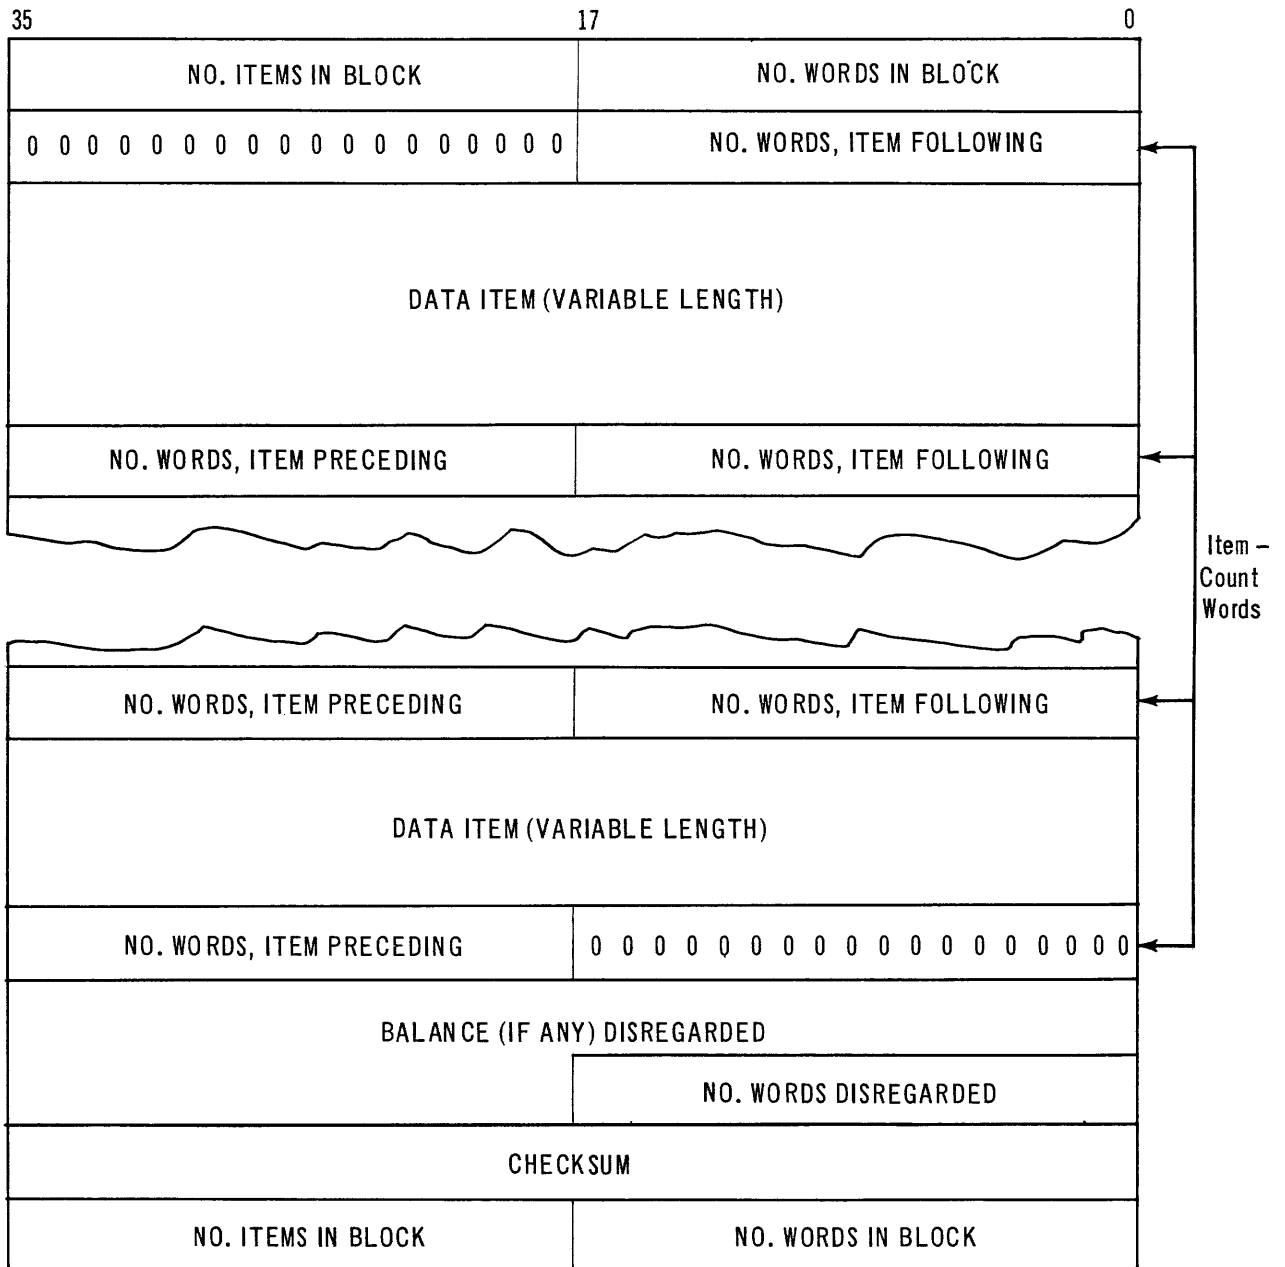 35 17 0
NO. ITEMS IN BLOCK NO. WORDS IN BLOCK
0 0 0 0 0 0 0 0 0 0 0 0 0 0 0 0 0 0 NO. WORDS, ITEM FOLLOWING
DATA ITEM (VARIABLE LENGTH)
NO. WORDS, ITEM PRECEDING NO. WORDS, ITEM FOLLOWING
Item –
Count
Words
NO. WORDS, ITEM PRECEDING NO. WORDS, ITEM FOLLOWING
DATA ITEM (VARIABLE LENGTH)
NO. WORDS, ITEM PRECEDING 0 0 0 0 0 0 0 0 0 0 0 0 0 0 0 0 0 0
BALANCE (IF ANY) DISREGARDED
NO. WORDS DISREGARDED
CHECKSUM
NO. ITEMS IN BLOCK NO. WORDS IN BLOCK